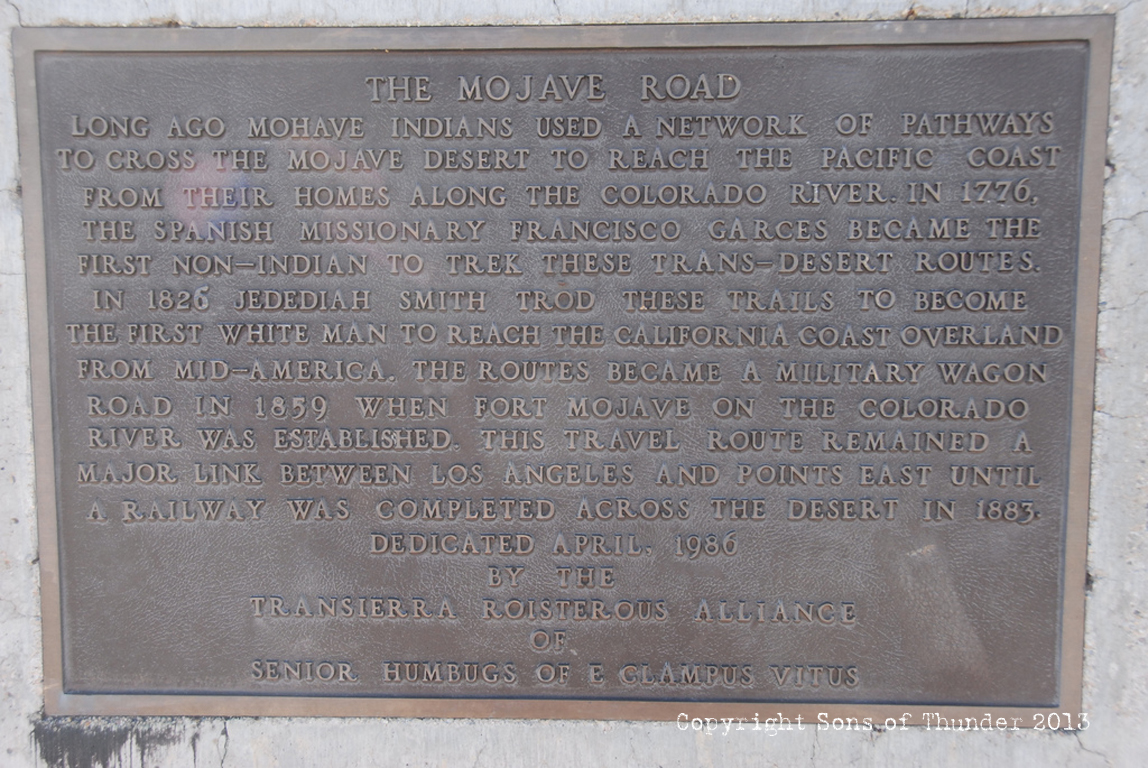 THE MOJAVE ROAD
LONG AGO MOHAVE INDIANS USED A NETWORK OF PATHWAYS
TO CROSS THE MOJAVE DESERT TO REACH THE PACIFIC COAST
FROM THEIR HOMES ALONG THE COLORADO RIVER. IN 1776,
THE SPANISH MISSIONARY FRANCISCO GARCES BECAME THE
FIRST NON-INDIAN TO TREK THESE TRANS-DESERT ROUTES.
IN 1826 JEDEDIAH SMITH TROD THESE TRAILS TO BECOME
THE FIRST WHITE MAN TO REACH THE CALIFORNIA COAST OVERLAND
FROM MID-AMERICA. THE ROUTES BECAME A MILITARY WAGON
ROAD IN 1859 WHEN FORT MOJAVE ON THE COLORADO
RIVER WAS ESTABLISHED. THIS TRAVEL ROUTE REMAINED A
MAJOR LINK BETWEEN LOS ANGELES AND POINTS EAST UNTIL
A RAILWAY WAS COMPLETED ACROSS THE DESERT IN 1883.
DEDICATED APRIL, 1986
BY THE
TRANSIERRA ROISTEROUS ALLIANCE
OF
SENIOR HUMBUGS OF E CLAMPUS VITUS
Copyright Sons of Thunder 2013